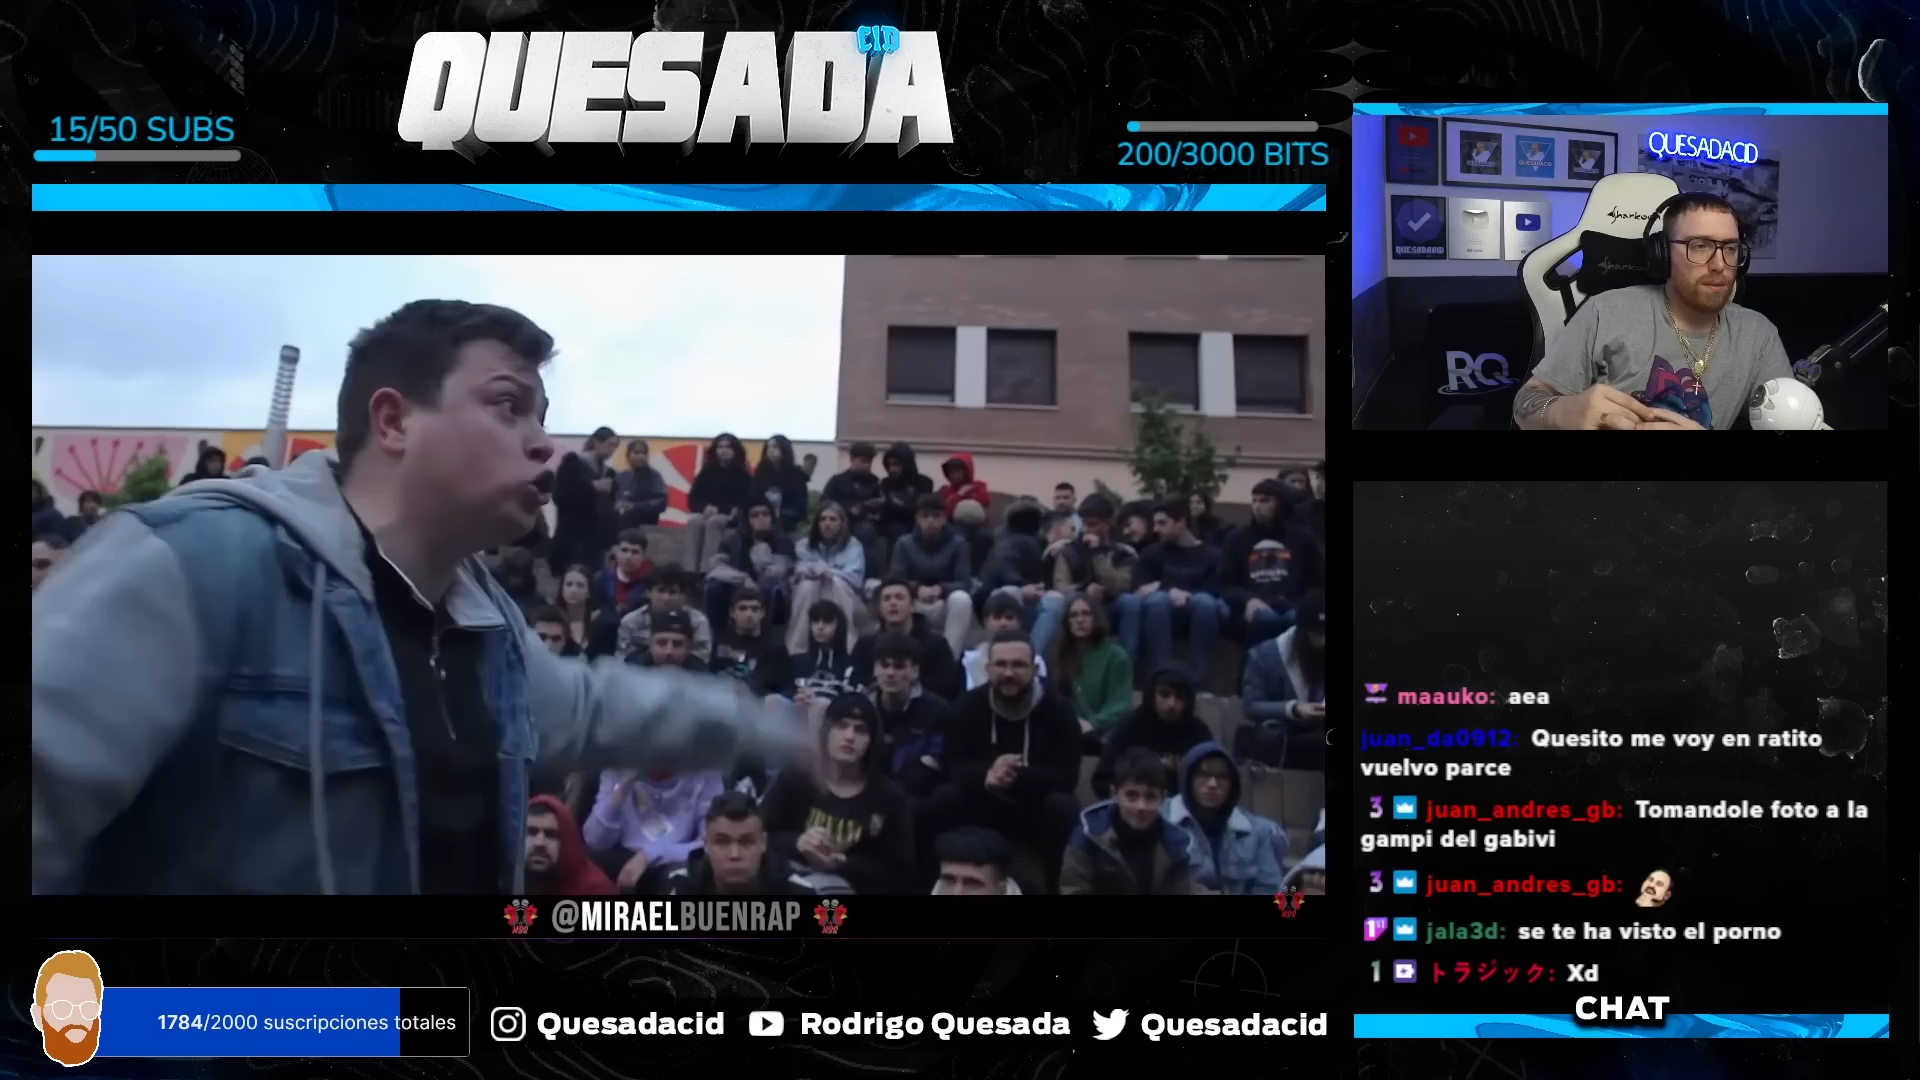 QUESADA
CID
15/50 SUBS
200/3000 BITS
QUESADACID
QUESADACID
RQ
@MIRAELBUENRAP
maauko: aea
juan_da0912: Quesito me voy en ratito
vuelvo parce
3 juan_andres_gb: Tomandole foto a la
gampi del gabivi
3 juan_andres_gb:
1ST jala3d: se te ha visto el porno
1 トラジック: Xd
CHAT
1784/2000 suscripciones totales
Quesadacid
Rodrigo Quesada
Quesadacid